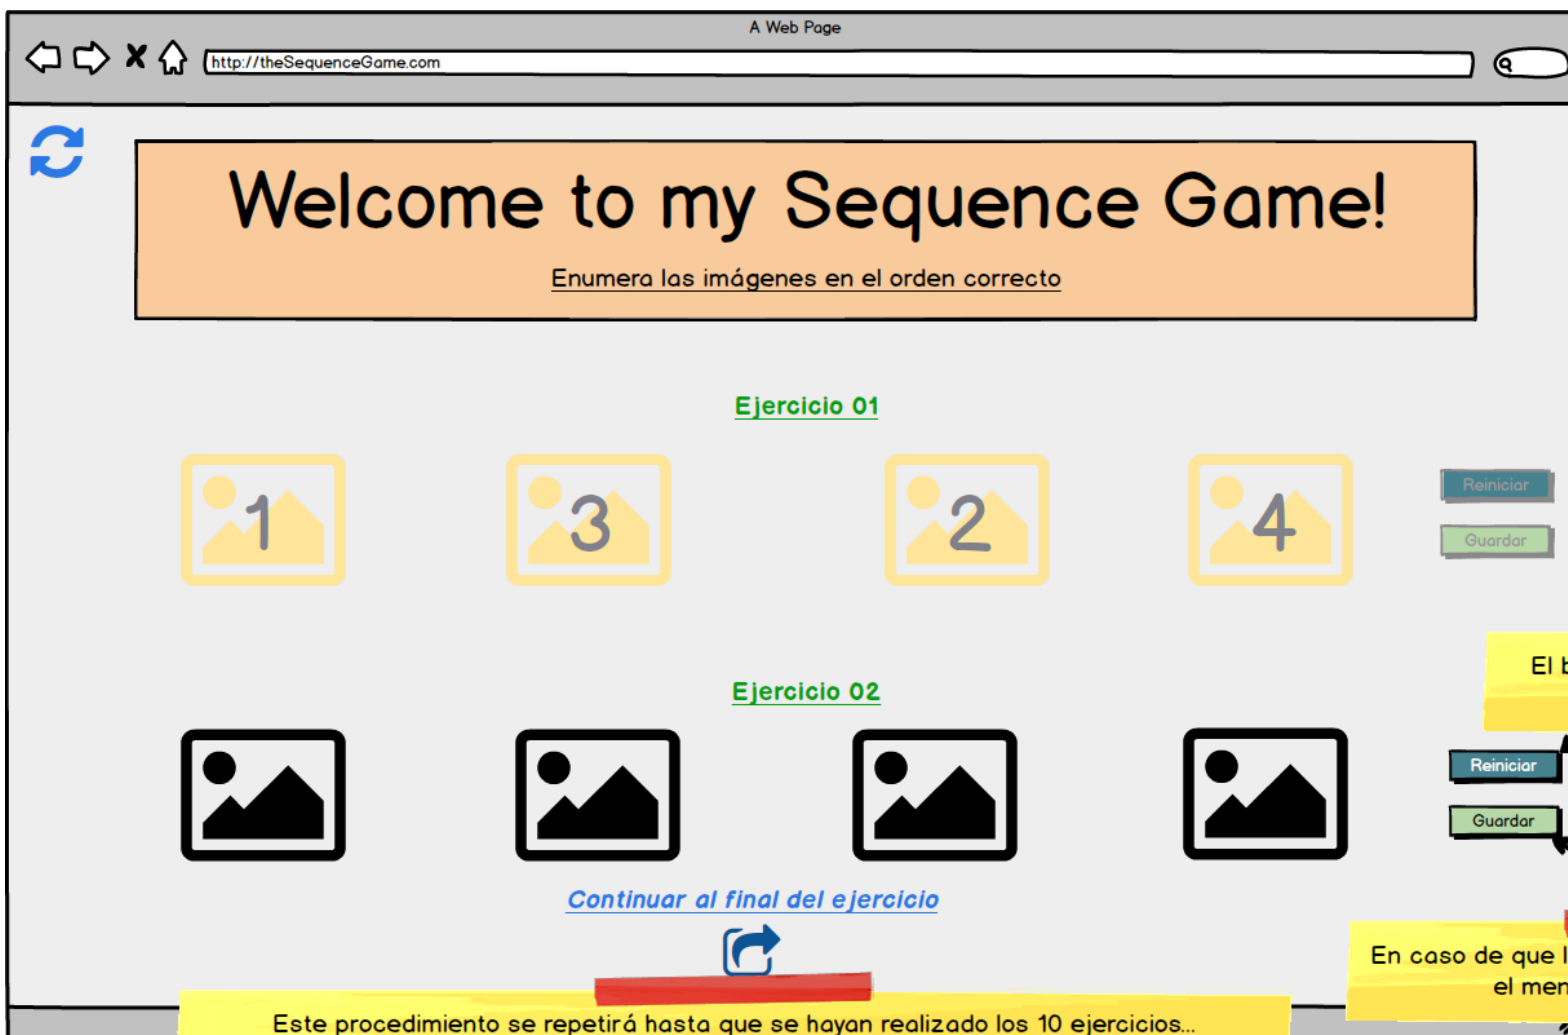 A Web Page
http://theSequenceGame.com
Welcome to my Sequence Game!
Enumera las imágenes en el orden correcto
Ejercicio 01
1 3 2 4
Reiniciar
Guardar
Ejercicio 02
El
Reiniciar
Guardar
Continuar al final del ejercicio
En caso de que
el
Este procedimiento se repetirá hasta que se hayan realizado los 10 ejercicios...